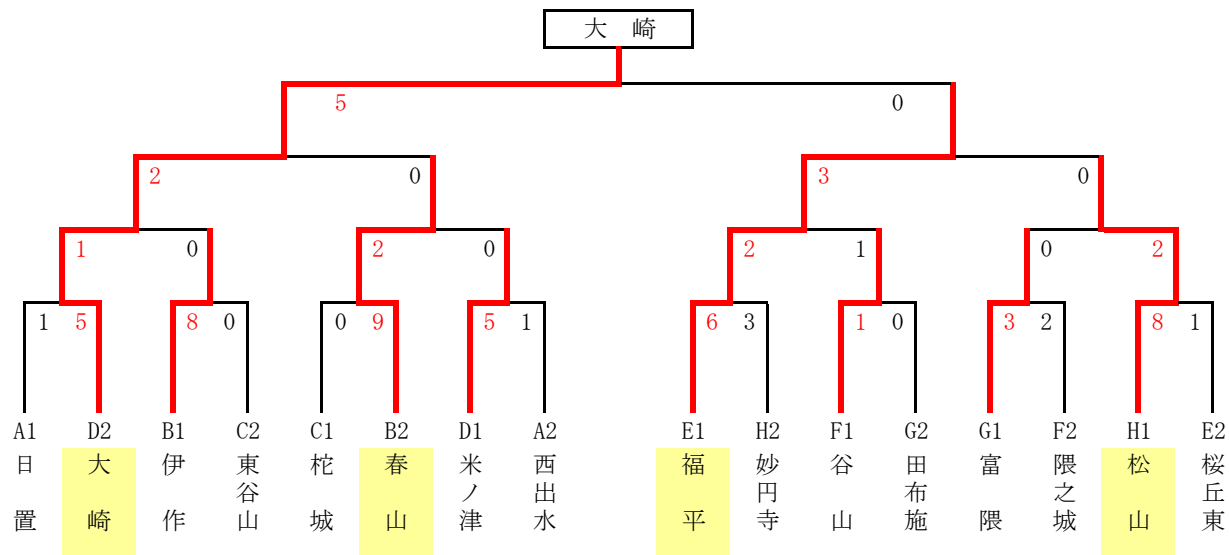 大 崎
5 0
2 0 3 0
1 0 2 0 2 1 0 2
1 5 8 0 0 9 5 1 6 3 1 0 3 2 8 1
A1 D2 B1 C2 C1 B2 D1 A2 E1 H2 F1 G2 G1 F2 H1 E2
日置
大崎
伊作
東谷山
柁城
春山
米ノ津
西出水
福平
妙円寺
谷山
田布施
富隈
隈之城
松山
桜丘東